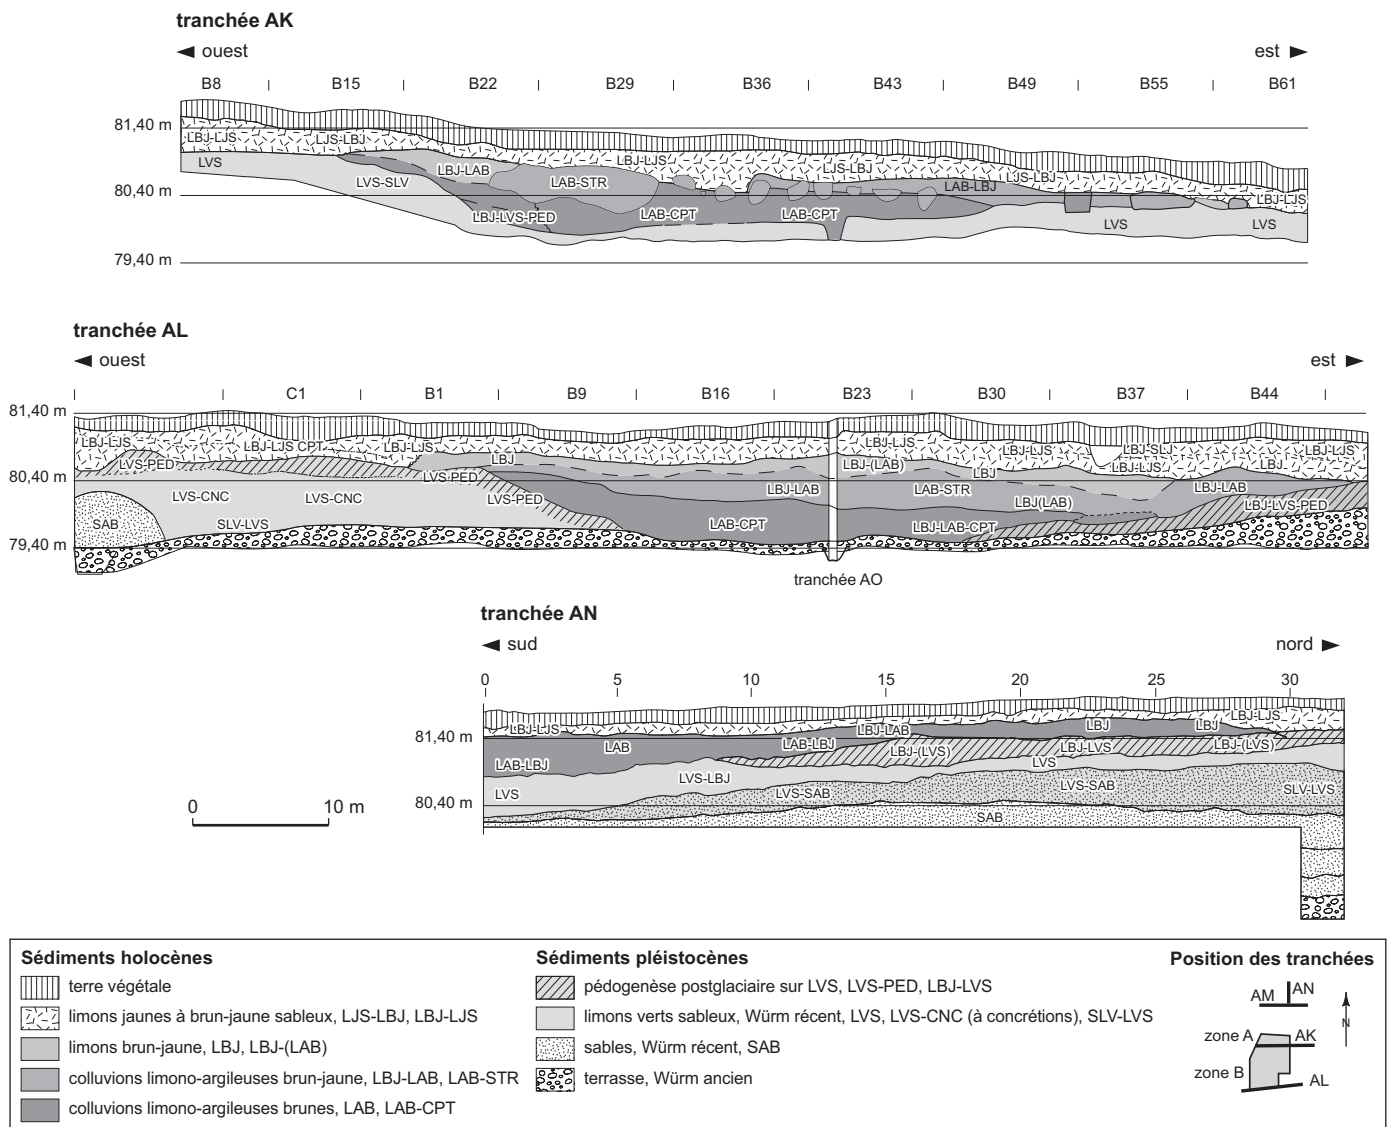 tranchée AK
◄ ouest
est ►
B8 B15 B22 B29 B36 B43 B49 B55 B61
81,40 m
LBJ-LJS LJS-LBJ
LVS LBJ-LAB LBJ-LJS LJS-LBJ LJS-LBJ
80,40 m LVS-SLV LAB-STR LAB-LBJ LBJ-LJS
LBJ-LVS-PED LAB-CPT LAB-CPT LVS LVS
79,40 m
tranchée AL
◄ ouest
est ►
C1 B1 B9 B16 B23 B30 B37 B44
81,40 m
LBJ-LJS LBJ-LJS CPT LBJ-LJS LBJ-LJS LBJ-LJS LBJ-SLJ LBJ-LJS
LVS-PED LBJ LBJ-(LAB) LBJ-LJS LBJ
80,40 m LVS-PED LBJ
LVS-CNC LVS-CNC LVS-PED LBJ-LAB LAB-STR LBJ(LAB) LBJ-LAB
SAB SLV-LVS LAB-CPT LBJ-LAB-CPT LBJ-LVS-PED
79,40 m
tranchée AO
tranchée AN
◄ sud
nord ►
0 5 10 15 20 25 30
LBJ-LJS LBJ-LAB LBJ LBJ LBJ-LJS
81,40 m LAB LAB-LBJ LBJ-(LVS) LBJ-LVS LBJ-(LVS)
LAB-LBJ LVS-LBJ LVS
LVS LVS-SAB LVS-SAB SLV-LVS
80,40 m
SAB
0 10 m
Sédiments holocènes
terre végétale
limons jaunes à brun-jaune sableux, LJS-LBJ, LBJ-LJS
limons brun-jaune, LBJ, LBJ-(LAB)
colluvions limono-argileuses brun-jaune, LBJ-LAB, LAB-STR
colluvions limono-argileuses brunes, LAB, LAB-CPT
Sédiments pléistocènes
pédogenèse postglaciaire sur LVS, LVS-PED, LBJ-LVS
limons verts sableux, Würm récent, LVS, LVS-CNC (à concrétions), SLV-LVS
sables, Würm récent, SAB
terrasse, Würm ancien
Position des tranchées
AM AN
N
zone A AK
zone B AL